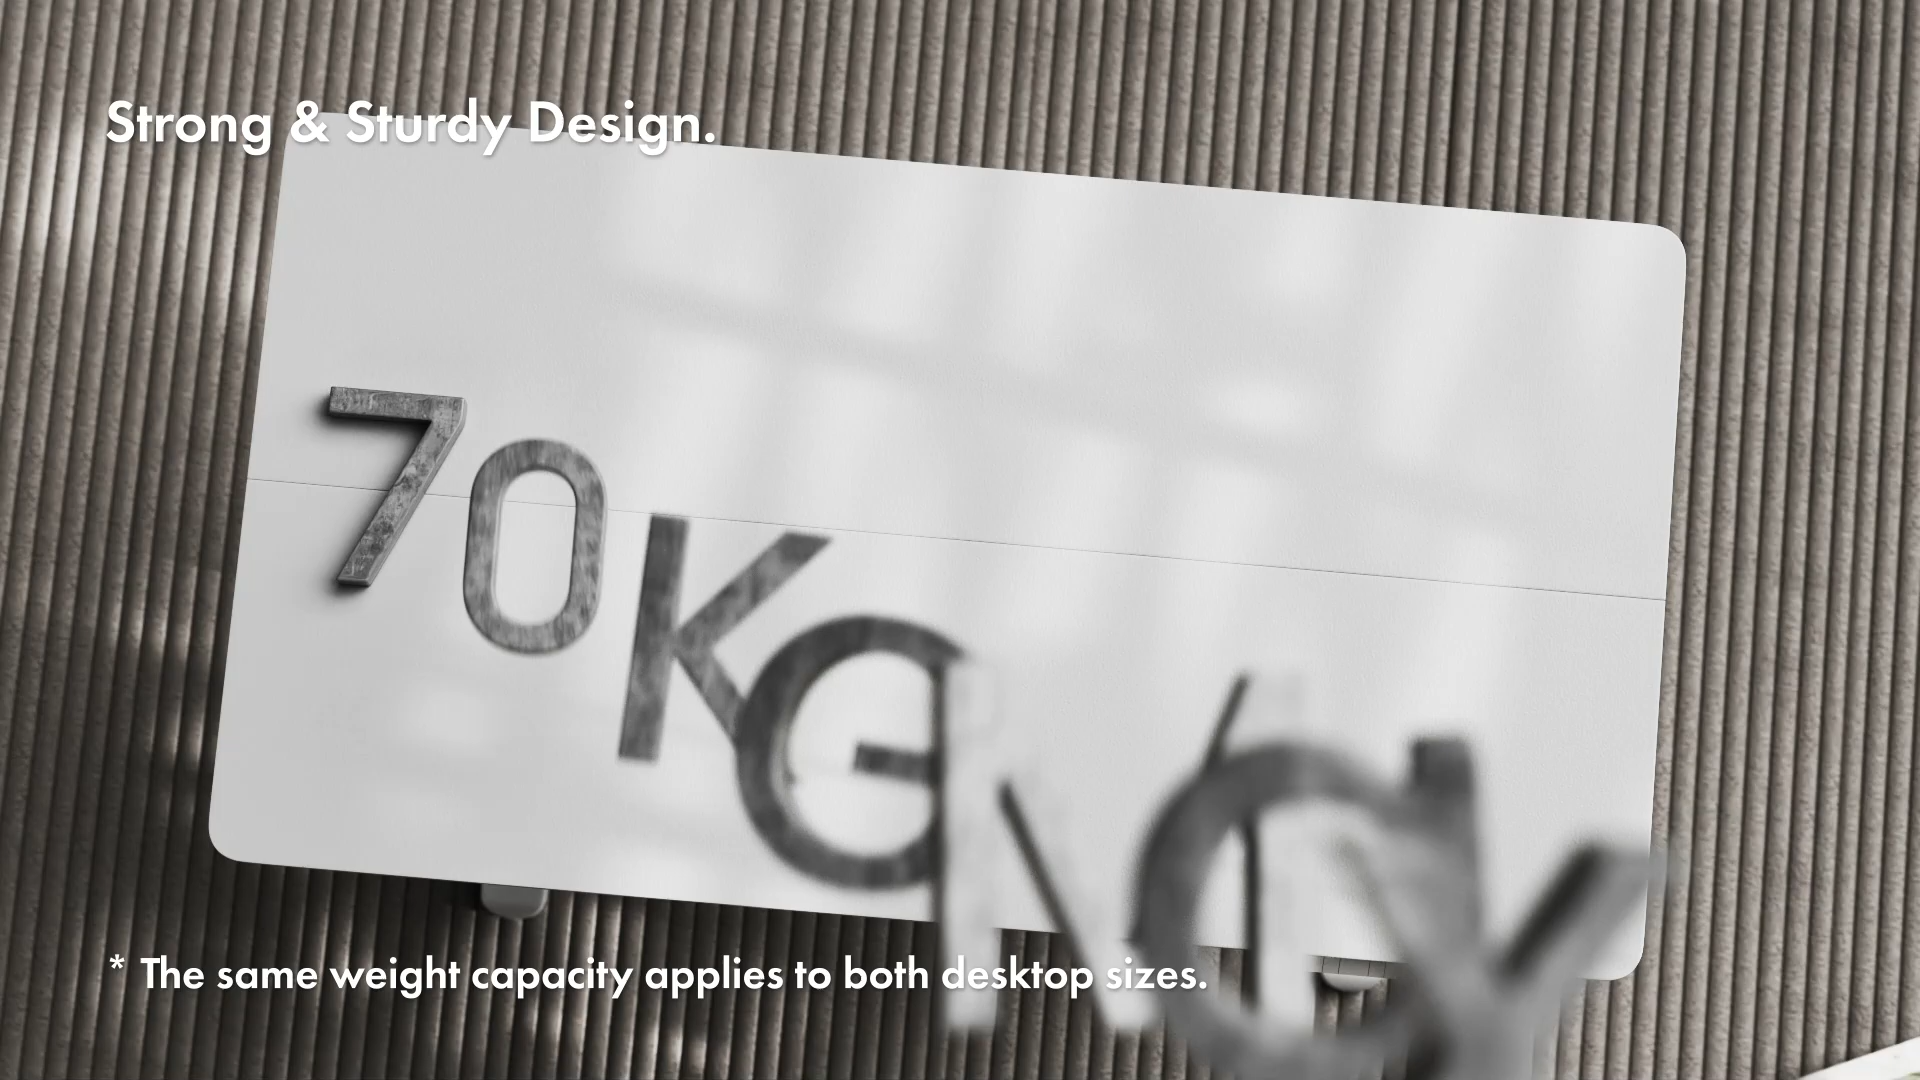 Strong & Sturdy Design.
70KG
* The same weight capacity applies to both desktop sizes.